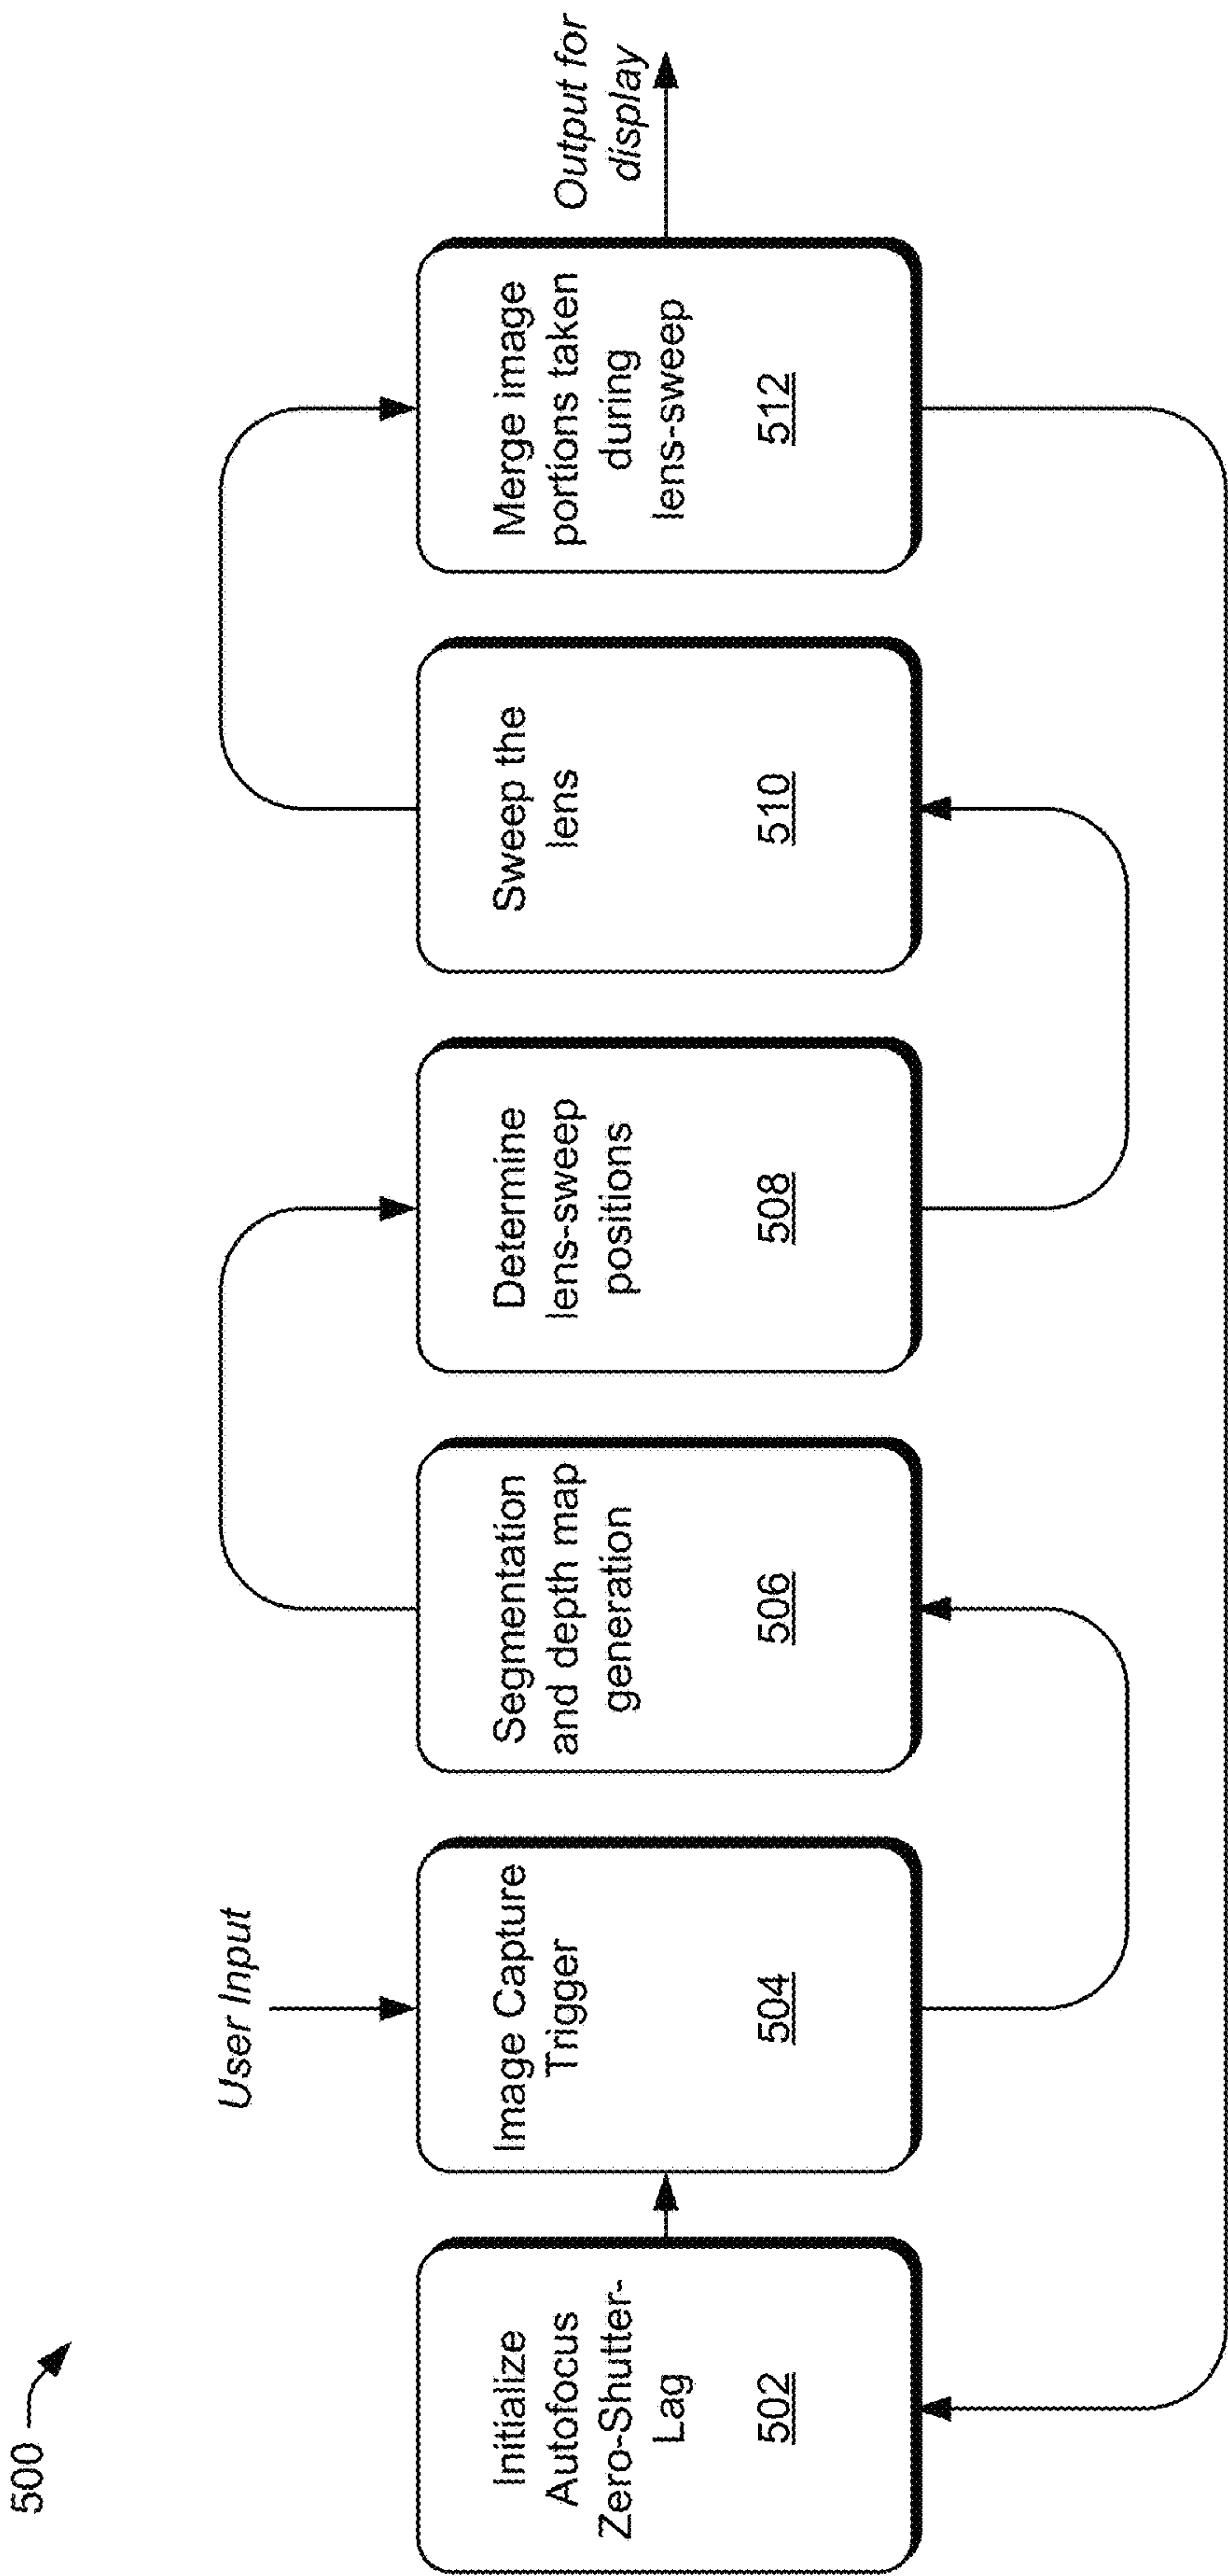 500
User Input
Initialize
Autofocus
Zero-Shutter-
Lag
502
Image Capture
Trigger
504
Segmentation
and depth map
generation
506
Determine
lens-sweep
positions
508
Sweep the
lens
510
Merge image
portions taken
during
lens-sweep
512
Output for
display